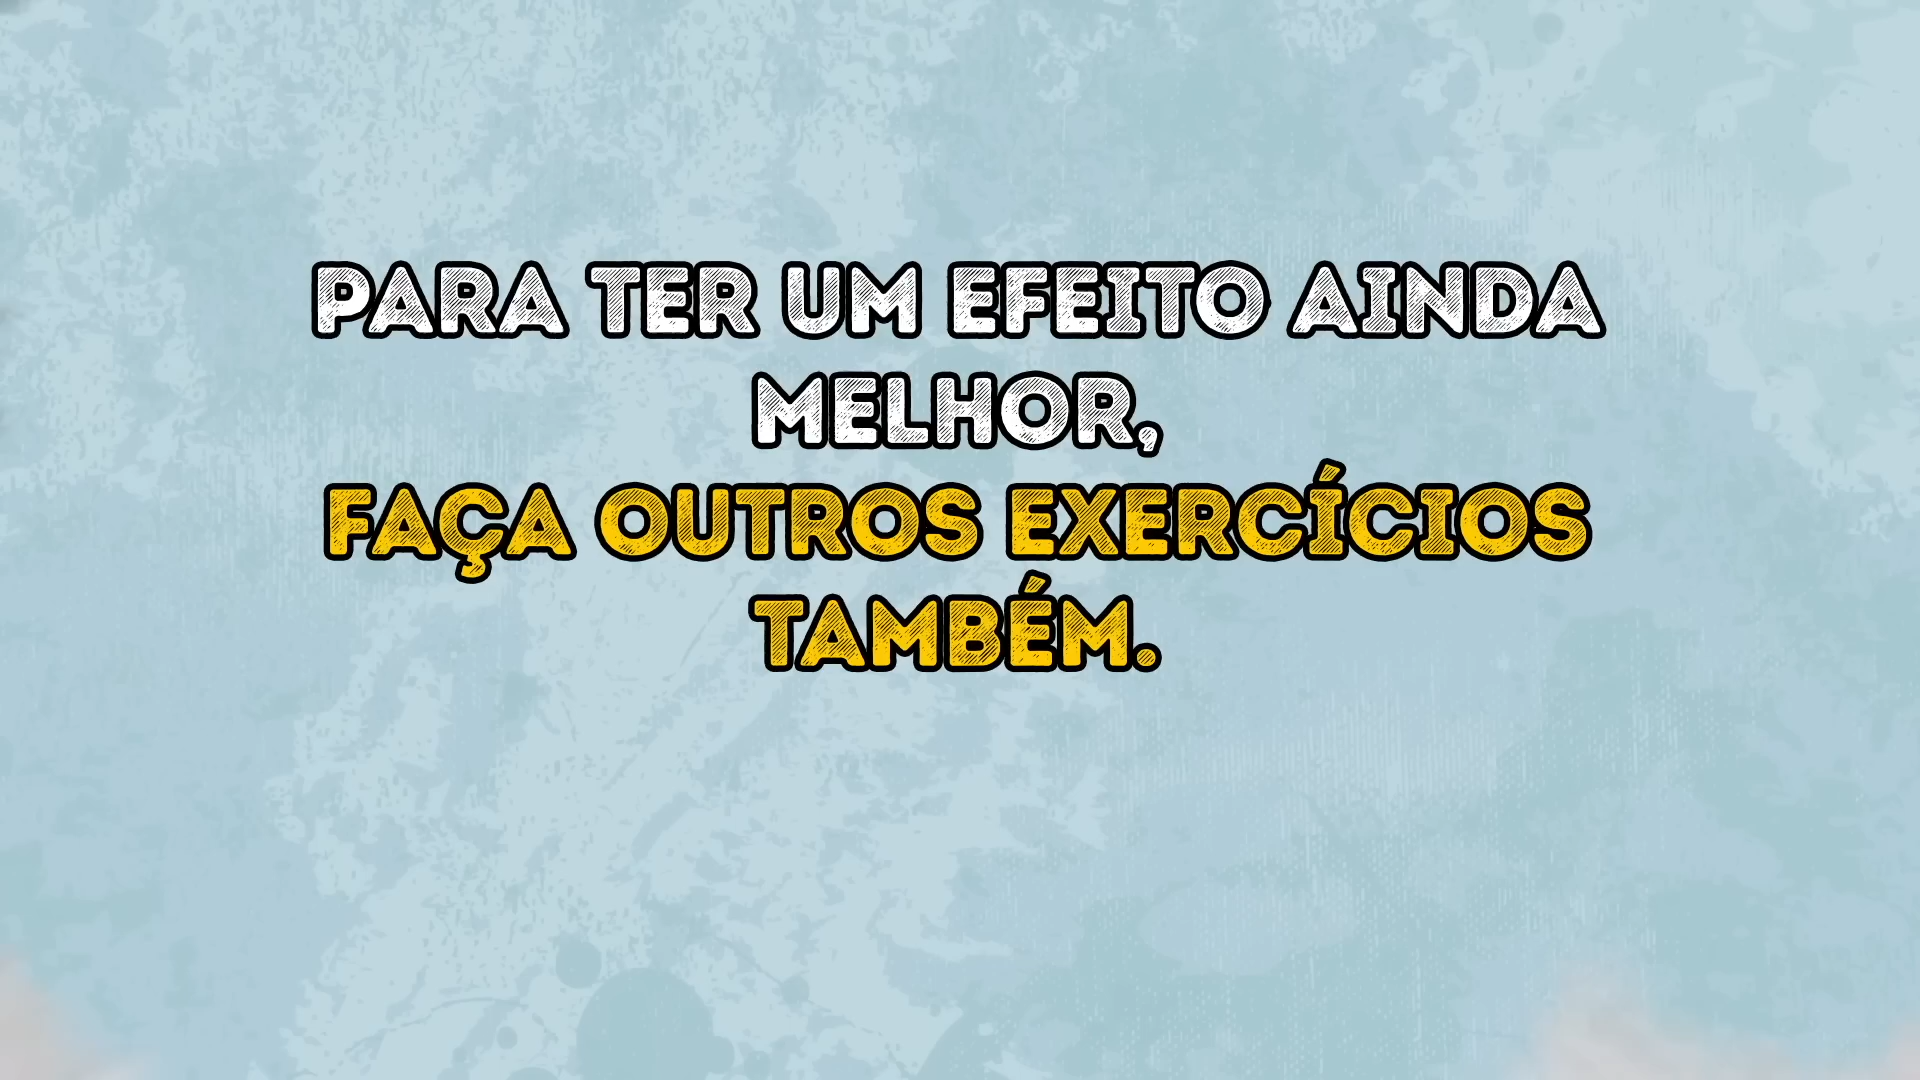 PARA TER UM EFEITO AINDA
MELHOR,
FAÇA OUTROS EXERCÍCIOS
TAMBÉM.